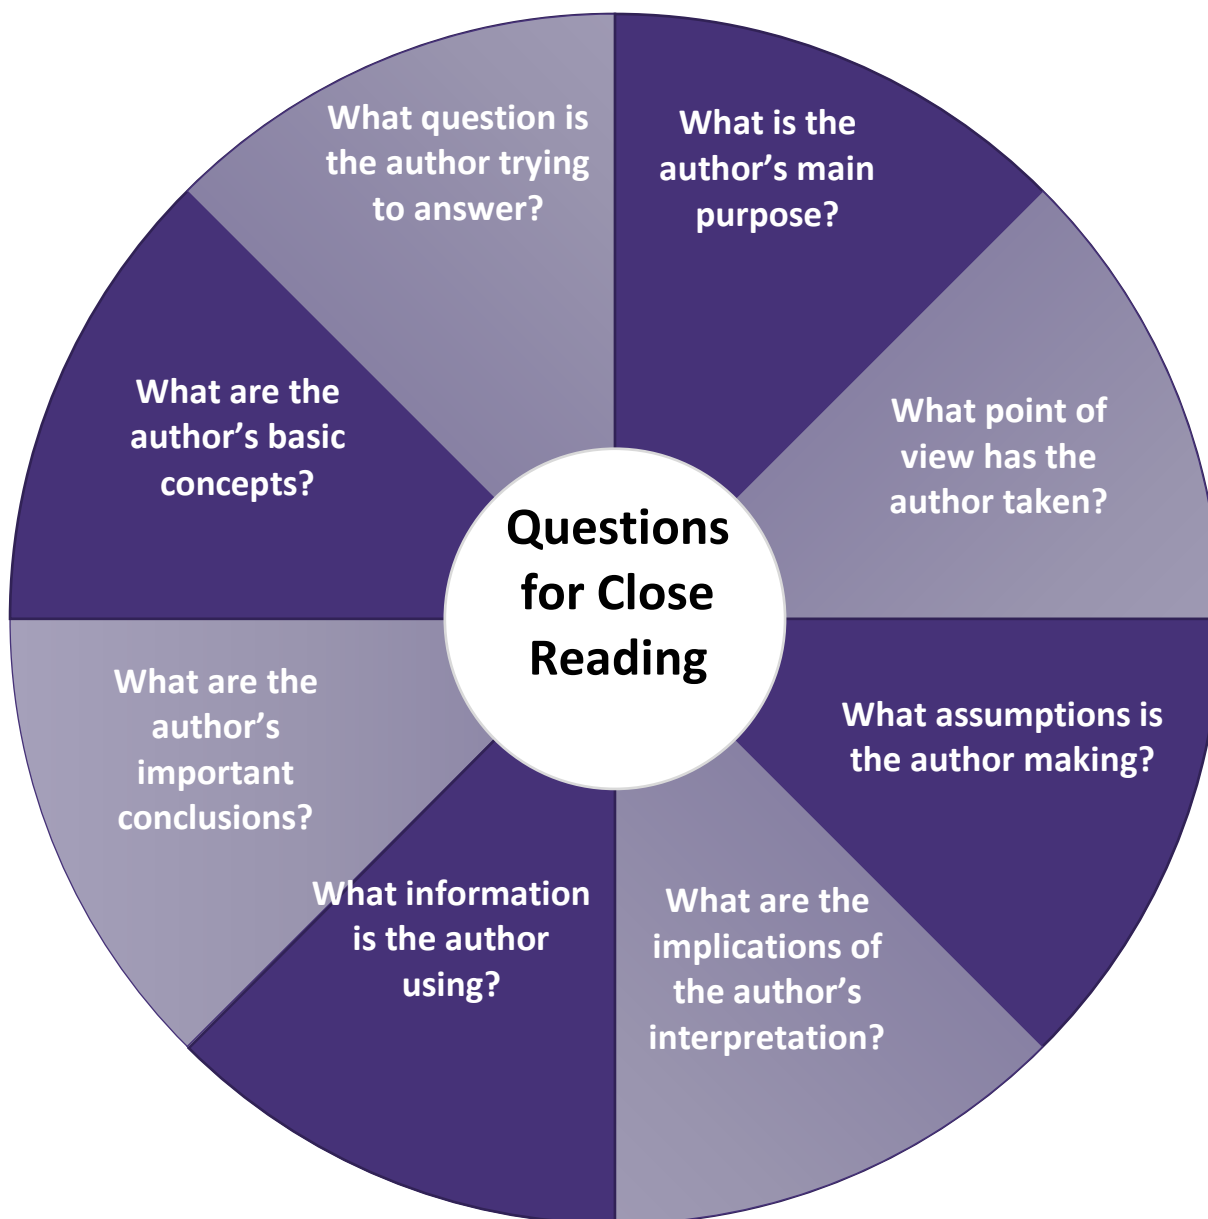 What question is
the author trying
to answer?
What is the
author’s main
purpose?
What are the
author’s basic
concepts?
What point of
view has the
author taken?
Questions
for Close
Reading
What are the
author’s
important
conclusions?
What assumptions is
the author making?
What information
is the author
using?
What are the
implications of
the author’s
interpretation?